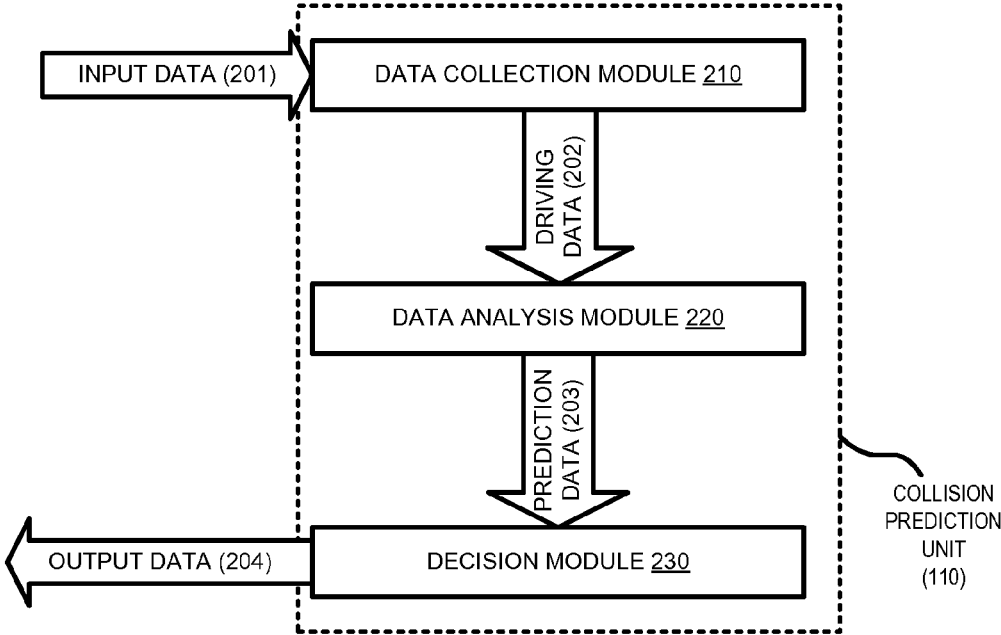 INPUT DATA (201)
DATA COLLECTION MODULE 210
DRIVING
DATA (202)
DATA ANALYSIS MODULE 220
PREDICTION
DATA (203)
COLLISION
PREDICTION
UNIT
(110)
OUTPUT DATA (204)
DECISION MODULE 230